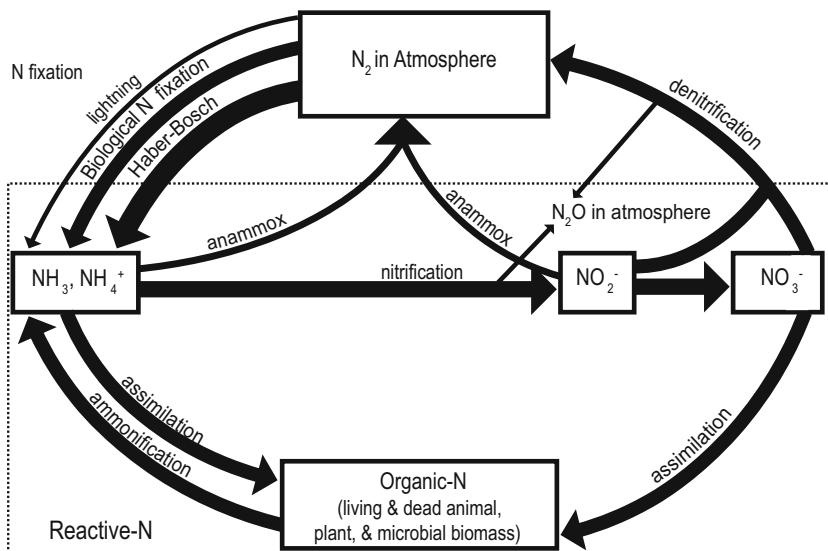 N₂ in Atmosphere
N fixation
lightning
Biological N fixation
Haber-Bosch
denitrification
anammox
anammox
N₂O in atmosphere
NH₃, NH₄⁺
nitrification
NO₂⁻
NO₃⁻
assimilation
ammonification
assimilation
Organic-N
(living & dead animal,
plant, & microbial biomass)
Reactive-N